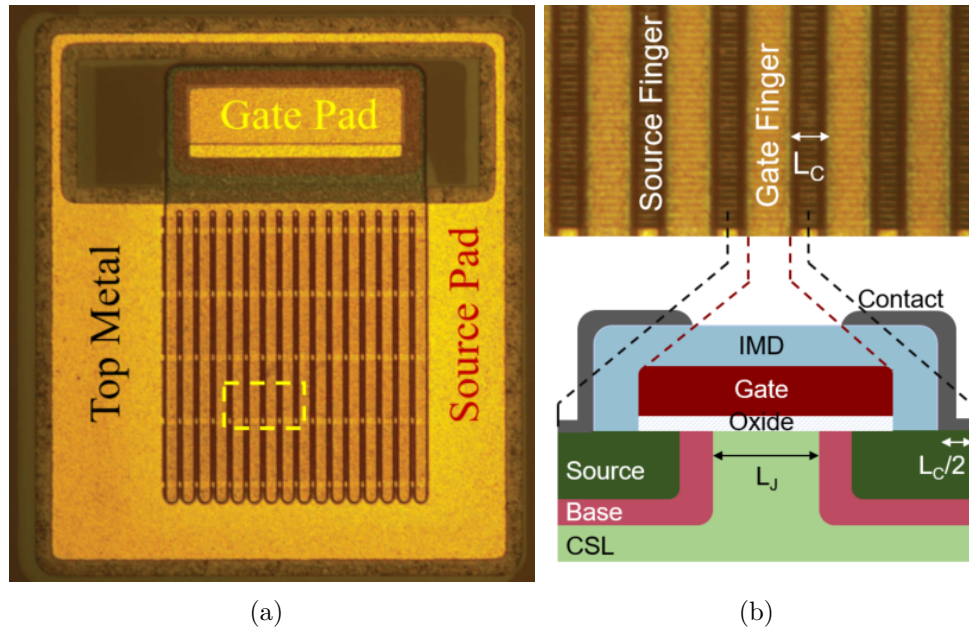 Gate Pad
Top Metal
Source Pad
(a)
Source Finger
Gate Finger
L_C
Contact
IMD
Gate
Oxide
Source
L_J
L_C/2
Base
CSL
(b)